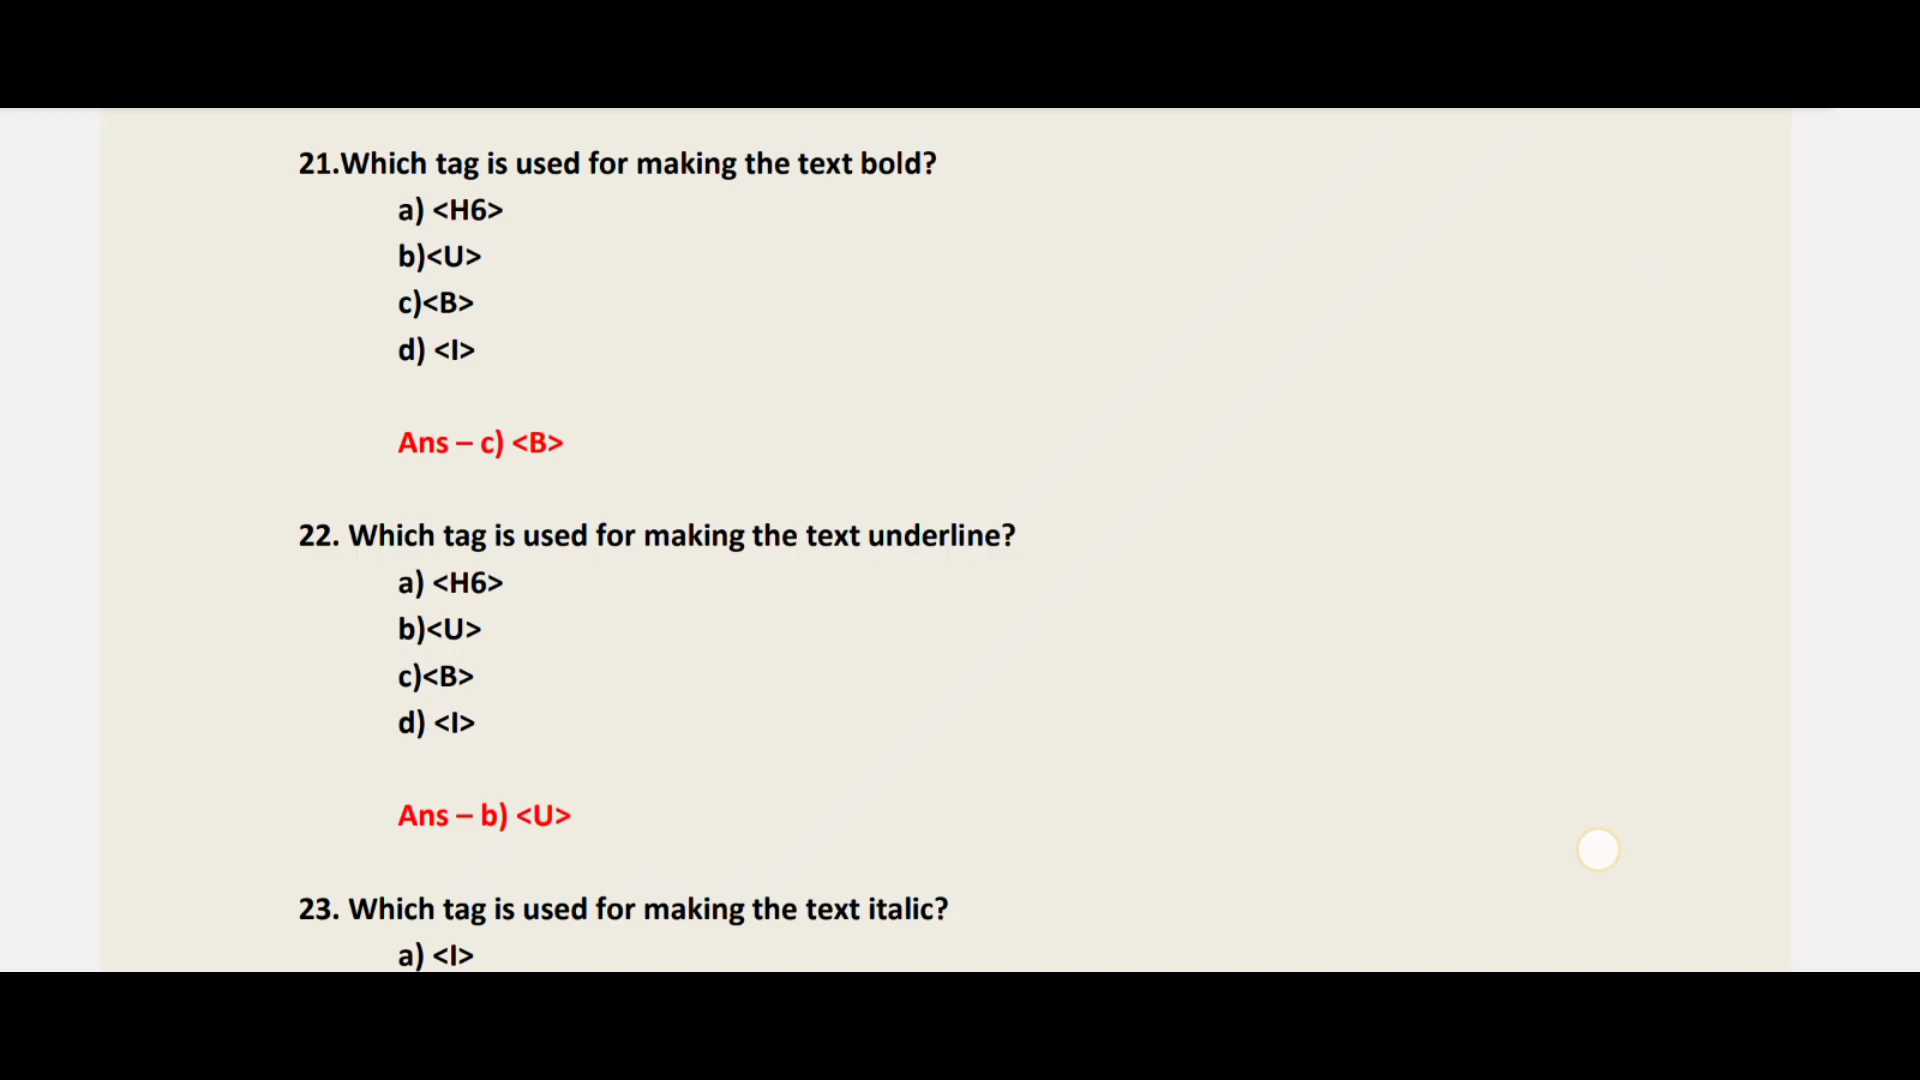 21.Which tag is used for making the text bold?
a) <H6>
b)<U>
c)<B>
d) <I>
Ans – c) <B>
22. Which tag is used for making the text underline?
a) <H6>
b)<U>
c)<B>
d) <I>
Ans – b) <U>
23. Which tag is used for making the text italic?
a) <I>